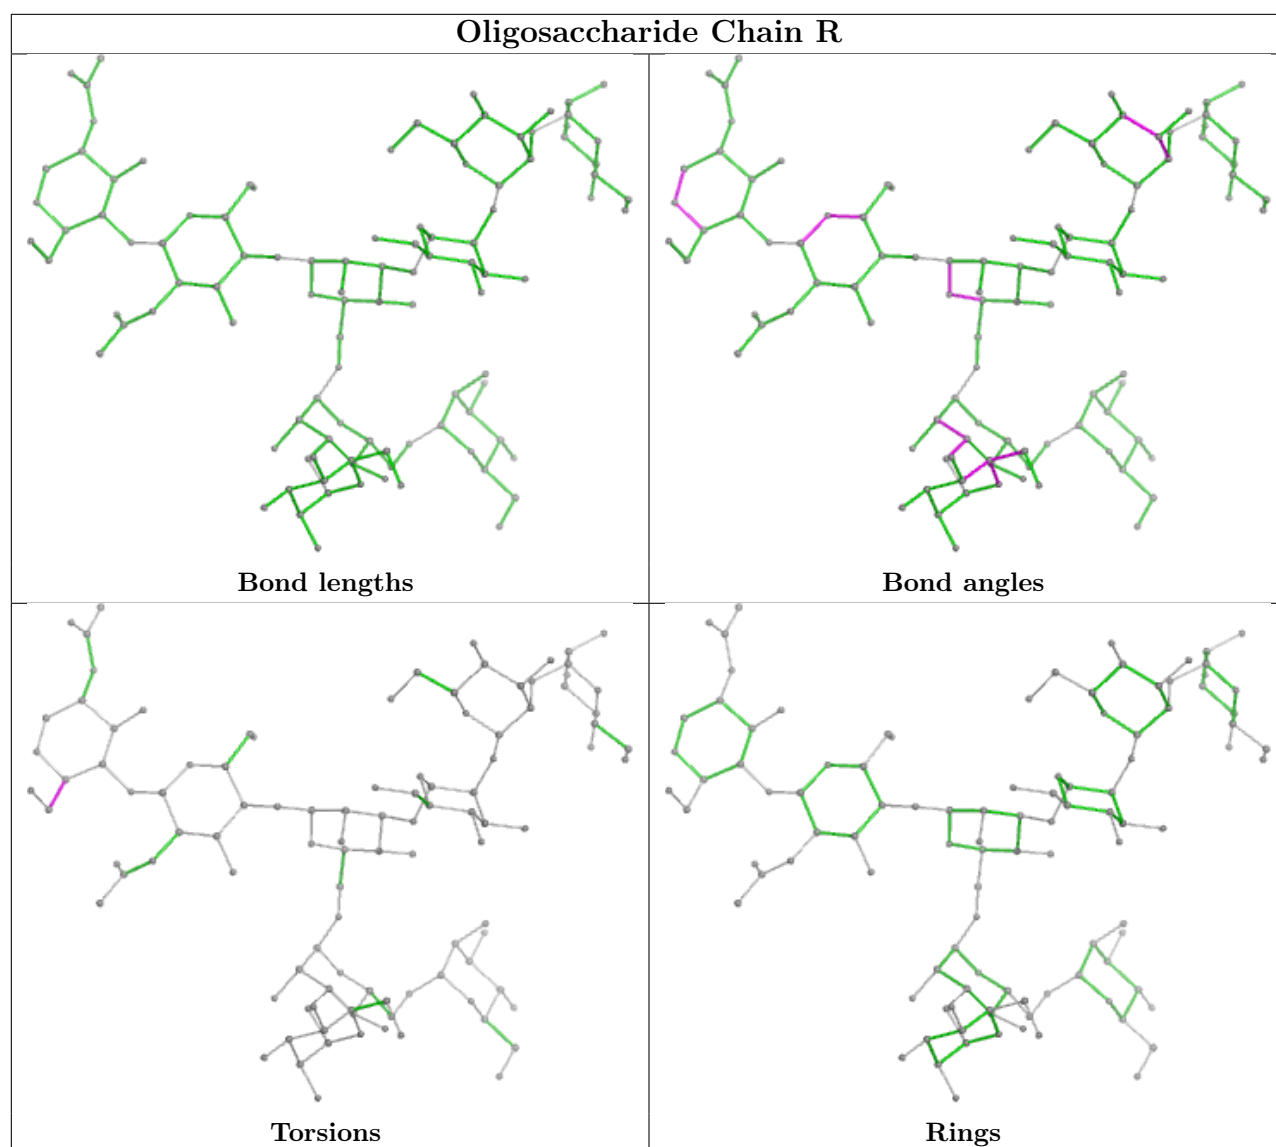 Oligosaccharide Chain R
Bond lengths
Bond angles
Torsions
Rings